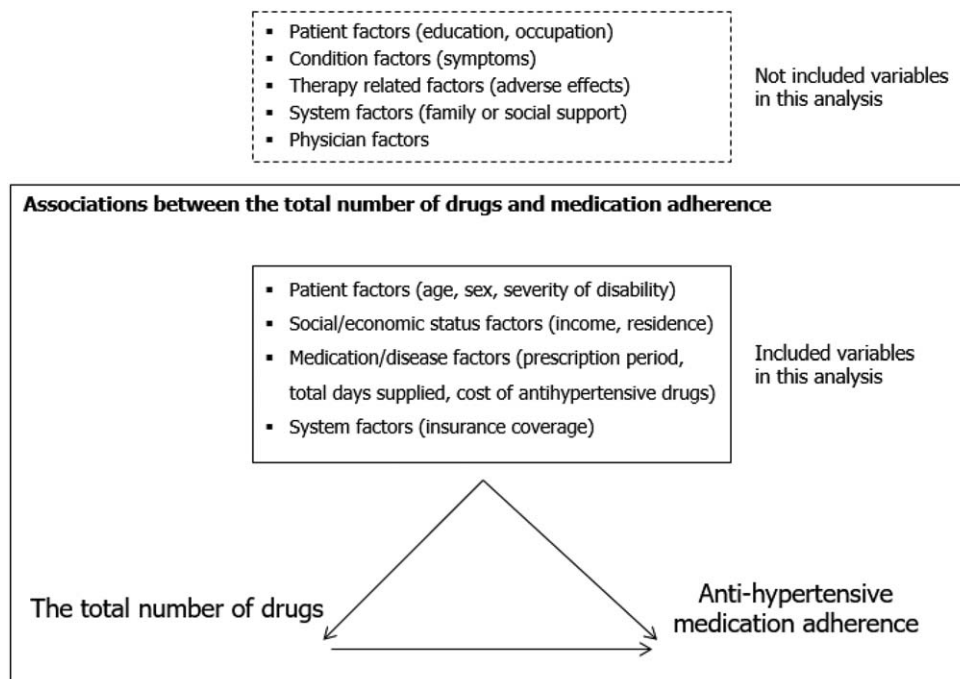 ▪ Patient factors (education, occupation)
▪ Condition factors (symptoms)
▪ Therapy related factors (adverse effects)
▪ System factors (family or social support)
▪ Physician factors
Not included variables
in this analysis
Associations between the total number of drugs and medication adherence
▪ Patient factors (age, sex, severity of disability)
▪ Social/economic status factors (income, residence)
▪ Medication/disease factors (prescription period,
total days supplied, cost of antihypertensive drugs)
▪ System factors (insurance coverage)
Included variables
in this analysis
The total number of drugs
Anti-hypertensive
medication adherence